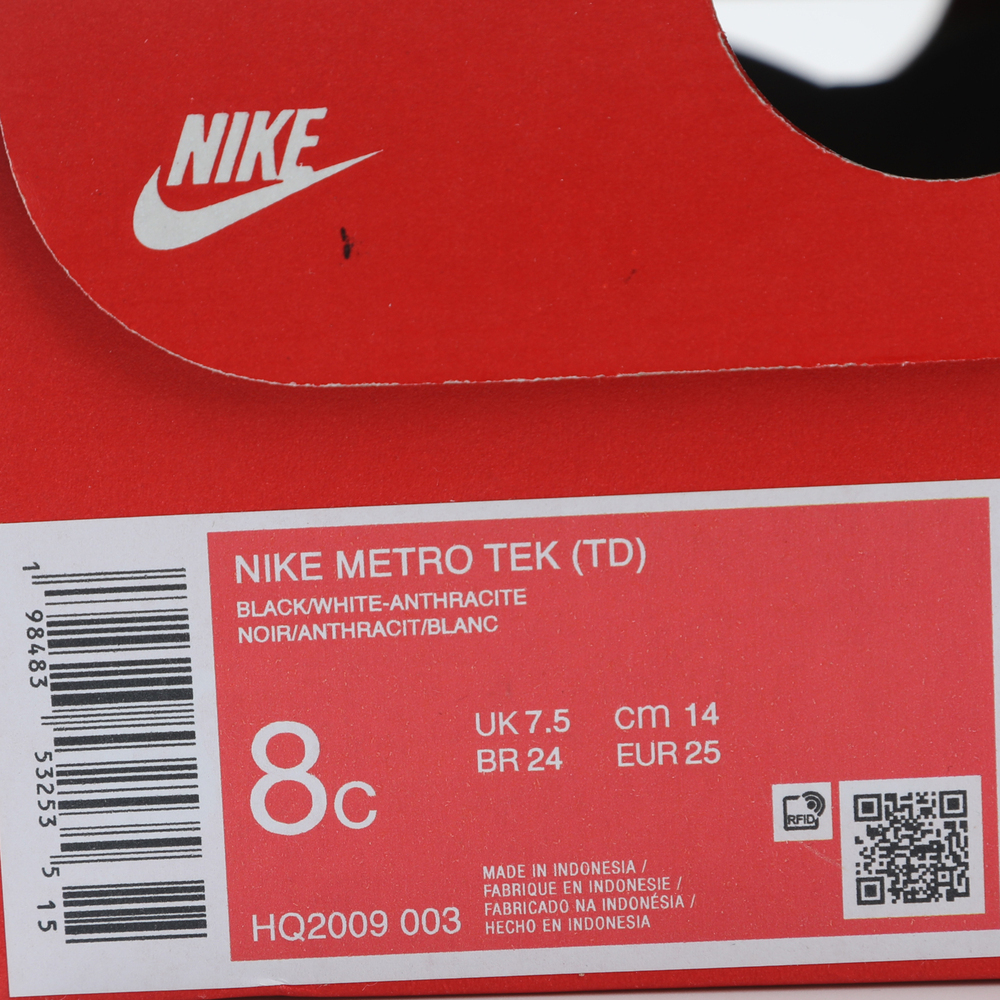 NIKE
NIKE METRO TEK (TD)
BLACK/WHITE-ANTHRACITE
NOIR/ANTHRACIT/BLANC
8C
UK 7.5 cm 14
BR 24 EUR 25
RFID
HQ2009 003
MADE IN INDONESIA /
FABRIQUE EN INDONESIE /
FABRICADO NA INDONÉSIA /
HECHO EN INDONESIA
1 98483 53253 5 15